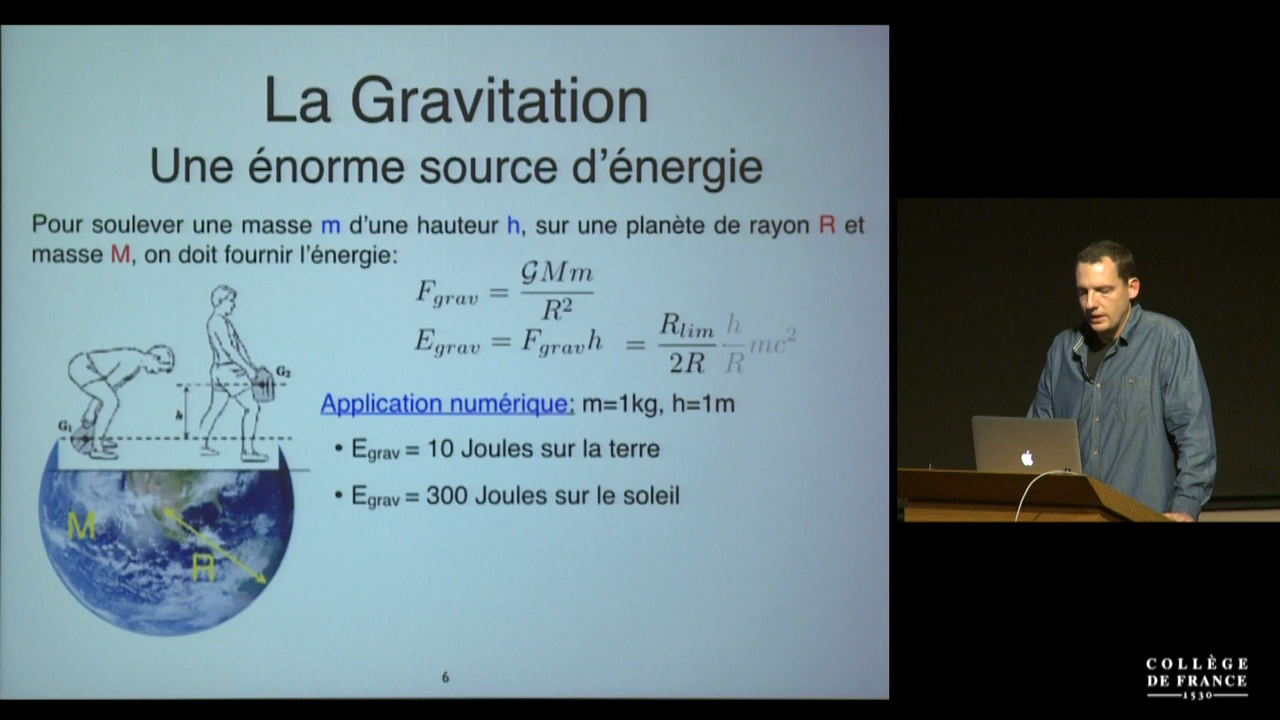 La Gravitation
Une énorme source d'énergie
Pour soulever une masse m d'une hauteur h, sur une planète de rayon R et
masse M, on doit fournir l'énergie:
F_grav = GMm / R²
E_grav = F_grav h = R_lim / 2R h / R mc²
Application numérique: m=1kg, h=1m
• Egrav = 10 Joules sur la terre
• Egrav = 300 Joules sur le soleil
G₂
h
G₁
M
R
6
COLLÈGE
DE FRANCE
1530